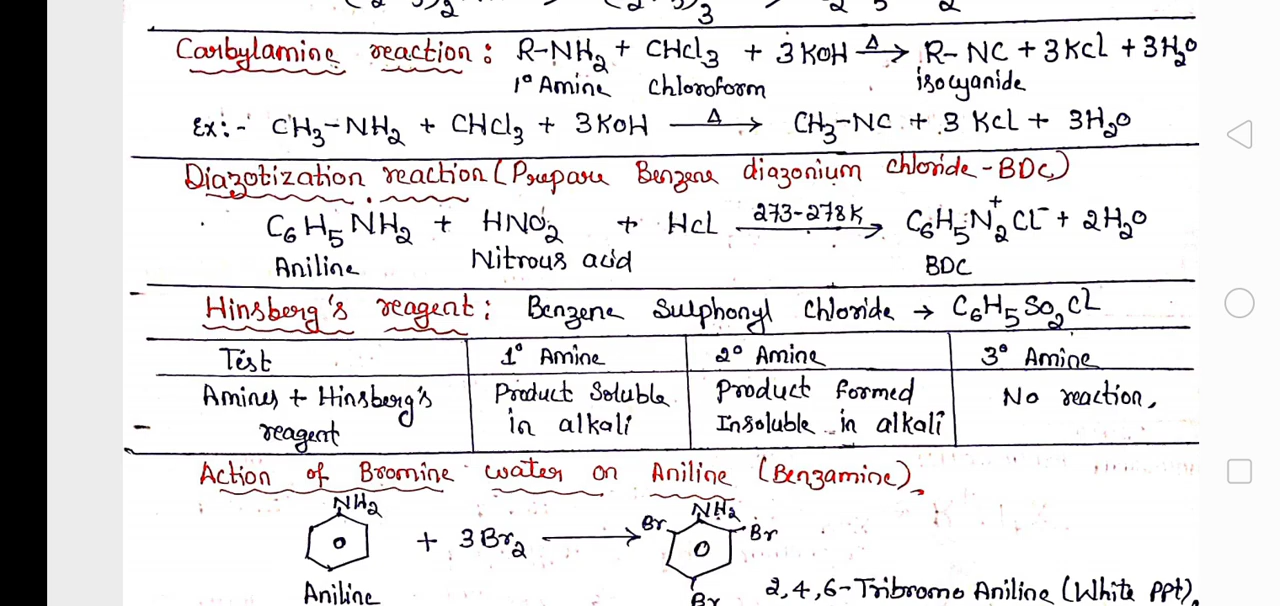 Carbylamine reaction : R-NH₂ + CHCl₃ + 3KOH Δ→ R-NC + 3KCl + 3H₂O
1° Amine Chloroform isocyanide
Ex:- CH₃-NH₂ + CHCl₃ + 3KOH Δ→ CH₃-NC + 3 KCl + 3H₂O
Diazotization reaction (Prepare Benzene diazonium chloride - BDC)
C₆H₅NH₂ + HNO₂ + HCl 273-278K→ C₆H₅N₂⁺Cl⁻ + 2H₂O
Aniline Nitrous acid BDC
Hinsberg's reagent : Benzene Sulphonyl Chloride → C₆H₅SO₂Cl
Test 1° Amine 2° Amine 3° Amine
Amines + Hinsberg's Product Soluble Product formed No reaction,
reagent in alkali Insoluble in alkali
Action of Bromine water on Aniline (Benzamine),
NH₂ NH₂
Br Br
+ 3Br₂ →
Aniline Br 2,4,6-Tribromo Aniline (White ppt),